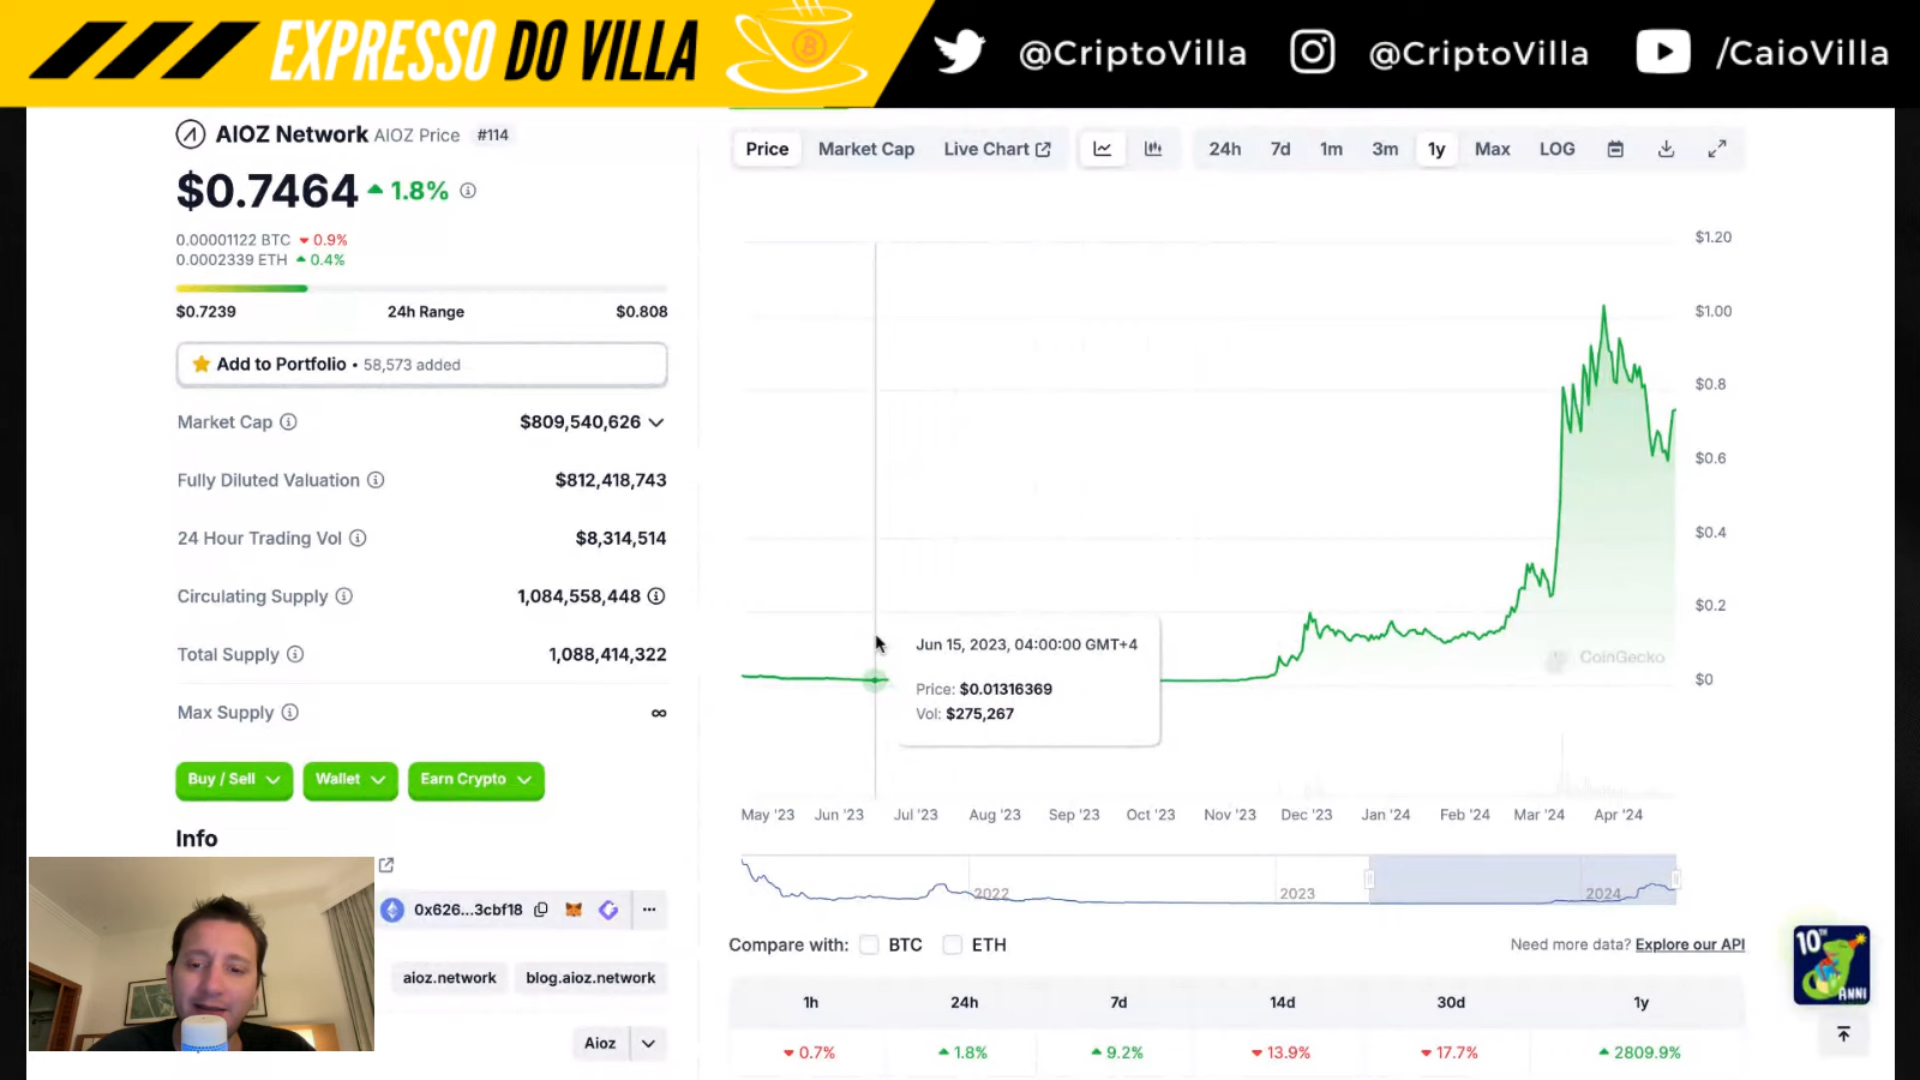 EXPRESSO DO VILLA
@CriptoVilla
@CriptoVilla
/CaioVilla
AIOZ Network AIOZ Price #114
$0.7464 1.8%
0.00001122 BTC 0.9%
0.0002339 ETH 0.4%
$0.7239 24h Range $0.808
Add to Portfolio • 58,573 added
Market Cap $809,540,626
Fully Diluted Valuation $812,418,743
24 Hour Trading Vol $8,314,514
Circulating Supply 1,084,558,448
Total Supply 1,088,414,322
Max Supply ∞
Buy / Sell Wallet Earn Crypto
Info
0x626...3cbf18
aioz.network blog.aioz.network
Aioz
Price Market Cap Live Chart 24h 7d 1m 3m 1y Max LOG
$1.20
$1.00
$0.8
$0.6
$0.4
$0.2
$0
Jun 15, 2023, 04:00:00 GMT+4
Price: $0.01316369
Vol: $275,267
CoinGecko
May '23 Jun '23 Jul '23 Aug '23 Sep '23 Oct '23 Nov '23 Dec '23 Jan '24 Feb '24 Mar '24 Apr '24
2022 2023 2024
Compare with: BTC ETH
Need more data? Explore our API
1h 24h 7d 14d 30d 1y
0.7% 1.8% 9.2% 13.9% 17.7% 2809.9%
10TH
ANNI